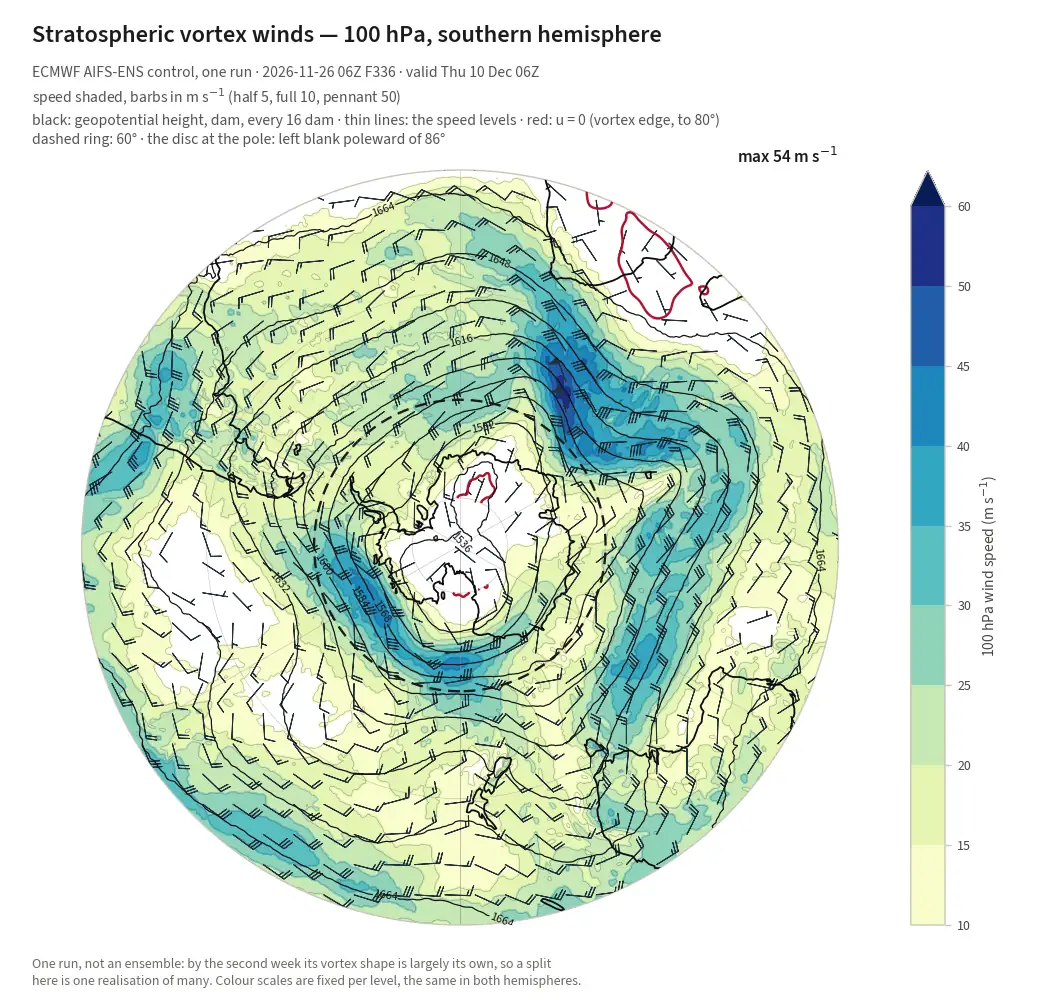 Stratospheric vortex winds — 100 hPa, southern hemisphere
ECMWF AIFS-ENS control, one run · 2026-11-26 06Z F336 · valid Thu 10 Dec 06Z
speed shaded, barbs in m s⁻¹ (half 5, full 10, pennant 50)
black: geopotential height, dam, every 16 dam · thin lines: the speed levels · red: u = 0 (vortex edge, to 80°)
dashed ring: 60° · the disc at the pole: left blank poleward of 86°
max 54 m s⁻¹
60
50
45
40
35
30
25
20
15
10
100 hPa wind speed (m s⁻¹)
1664
1648
1616
1536
1600
1632
1568
1664
1664
1664
One run, not an ensemble: by the second week its vortex shape is largely its own, so a split
here is one realisation of many. Colour scales are fixed per level, the same in both hemispheres.